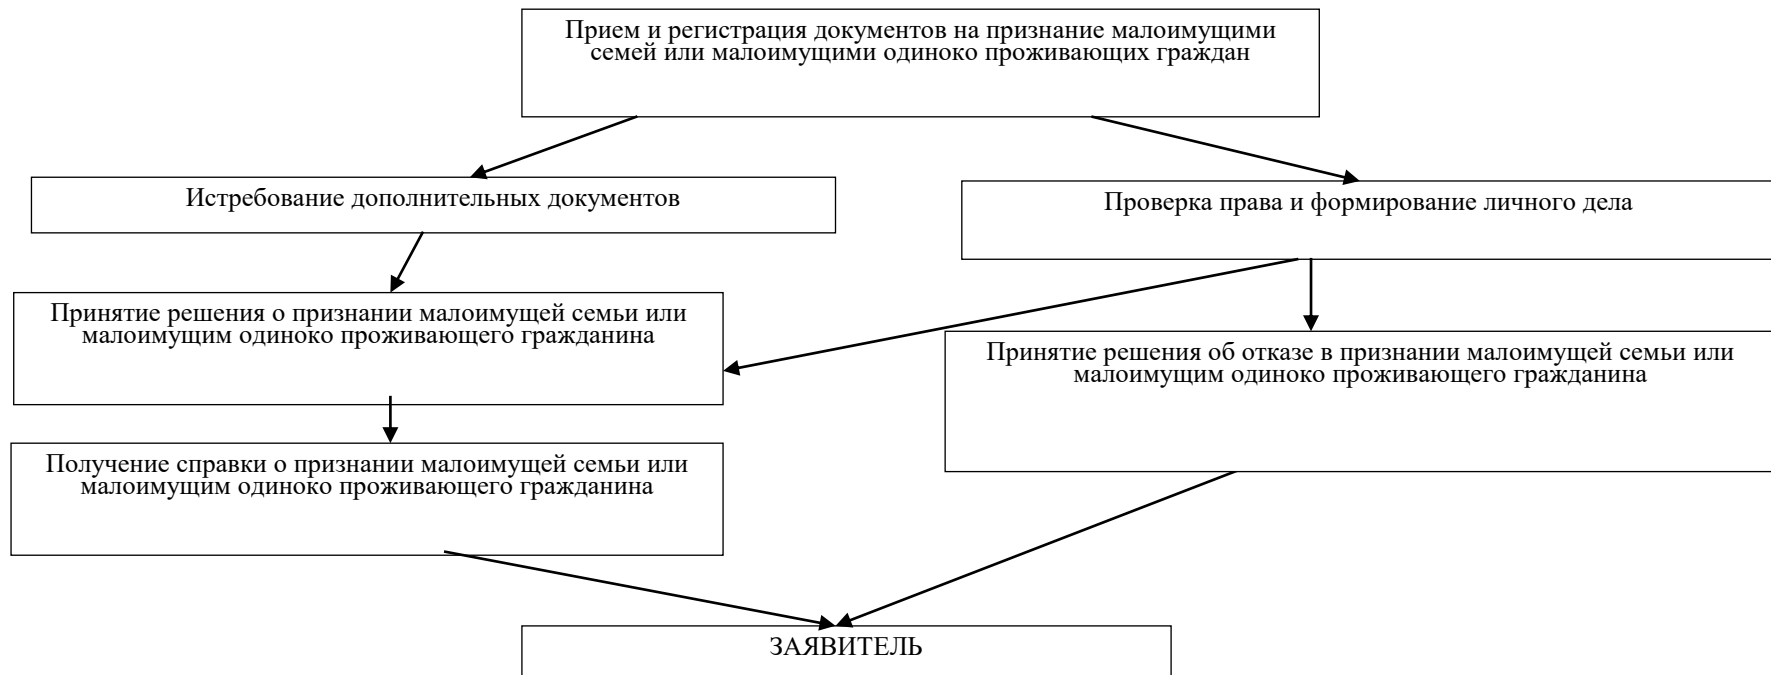 Прием и регистрация документов на признание малоимущими
семей или малоимущими одиноко проживающих граждан
Истребование дополнительных документов
Проверка права и формирование личного дела
Принятие решения о признании малоимущей семьи или
малоимущим одиноко проживающего гражданина
Принятие решения об отказе в признании малоимущей семьи или
малоимущим одиноко проживающего гражданина
Получение справки о признании малоимущей семьи или
малоимущим одиноко проживающего гражданина
ЗАЯВИТЕЛЬ